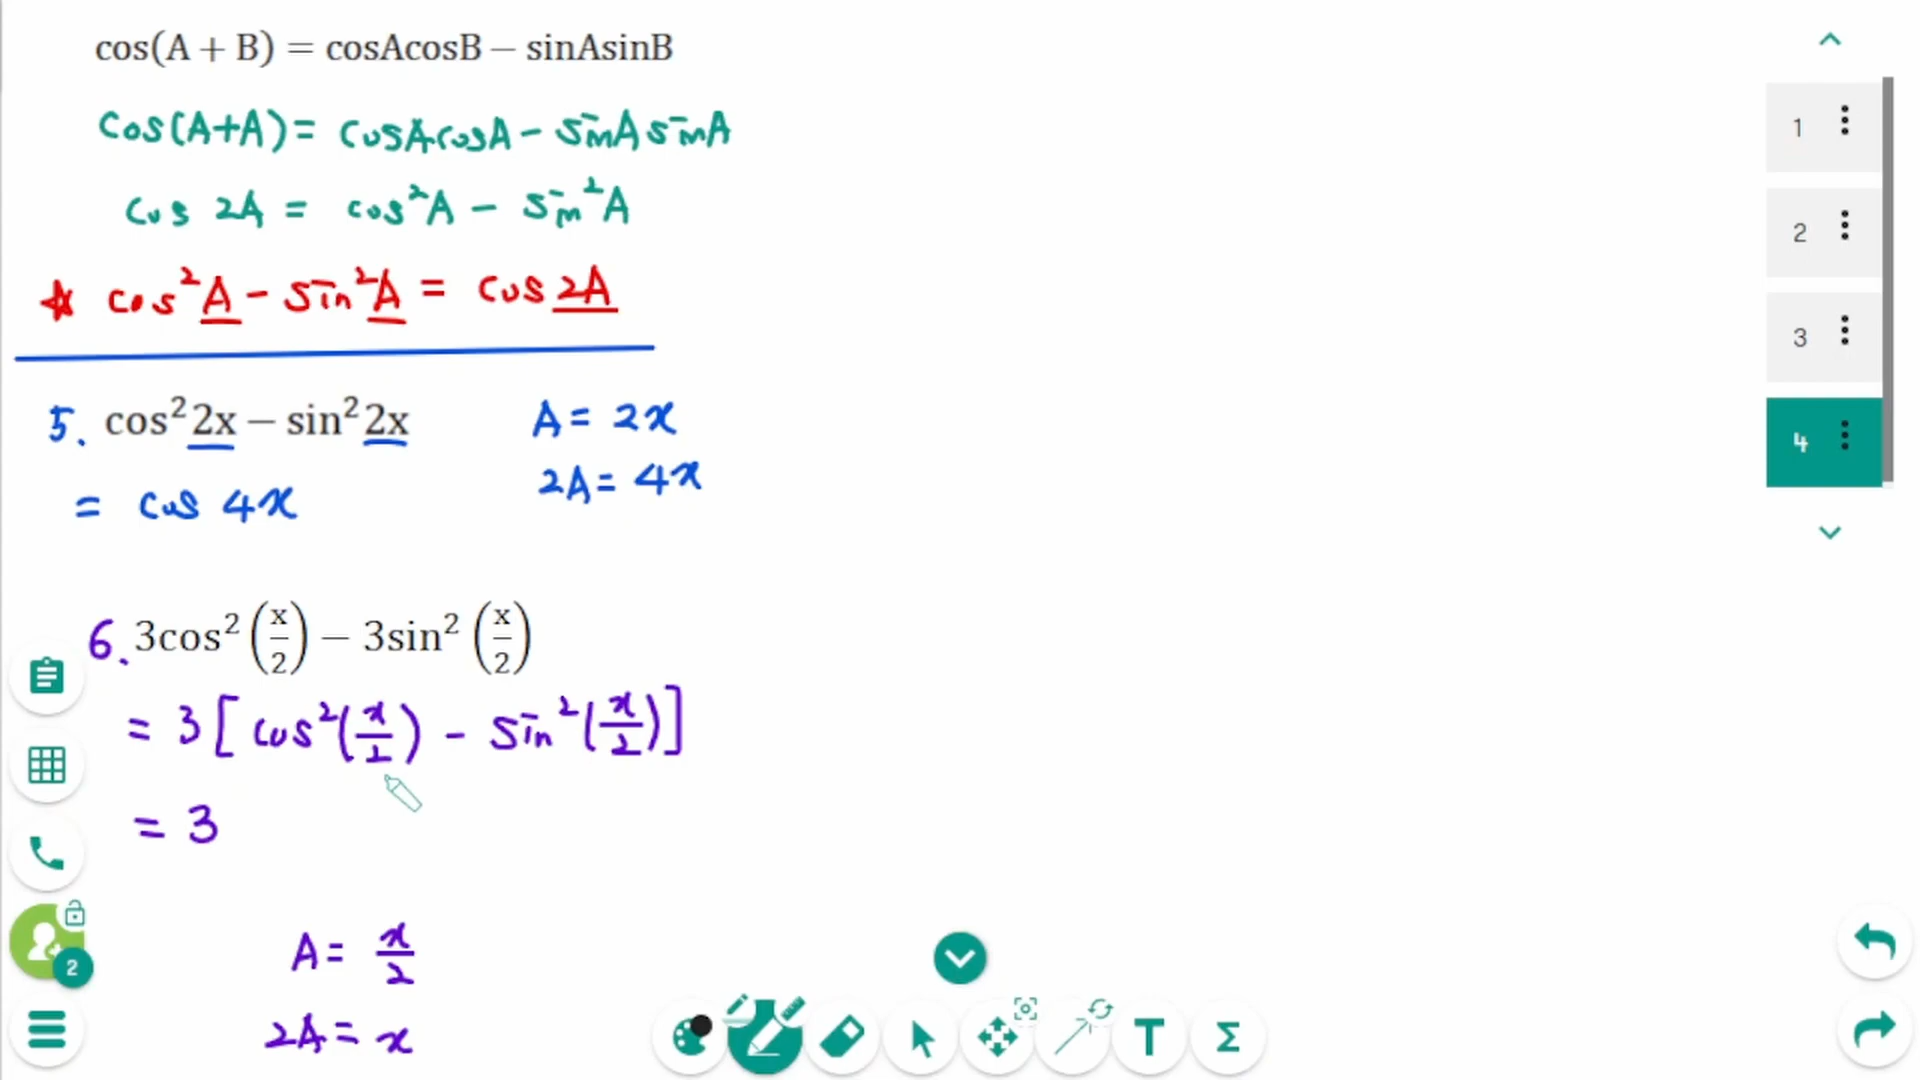 cos(A + B) = cosAcosB − sinAsinB
cos(A+A) = cosAcosA − sinAsinA
cos 2A = cos²A − sin²A
☆ cos²A − sin²A = cos 2A
5. cos²2x − sin²2x
A = 2x
2A = 4x
= cos 4x
6. 3cos²(x/2) − 3sin²(x/2)
= 3[cos²(x/2) − sin²(x/2)]
= 3
A = x/2
2A = x
1
2
3
4
2
T
Σ